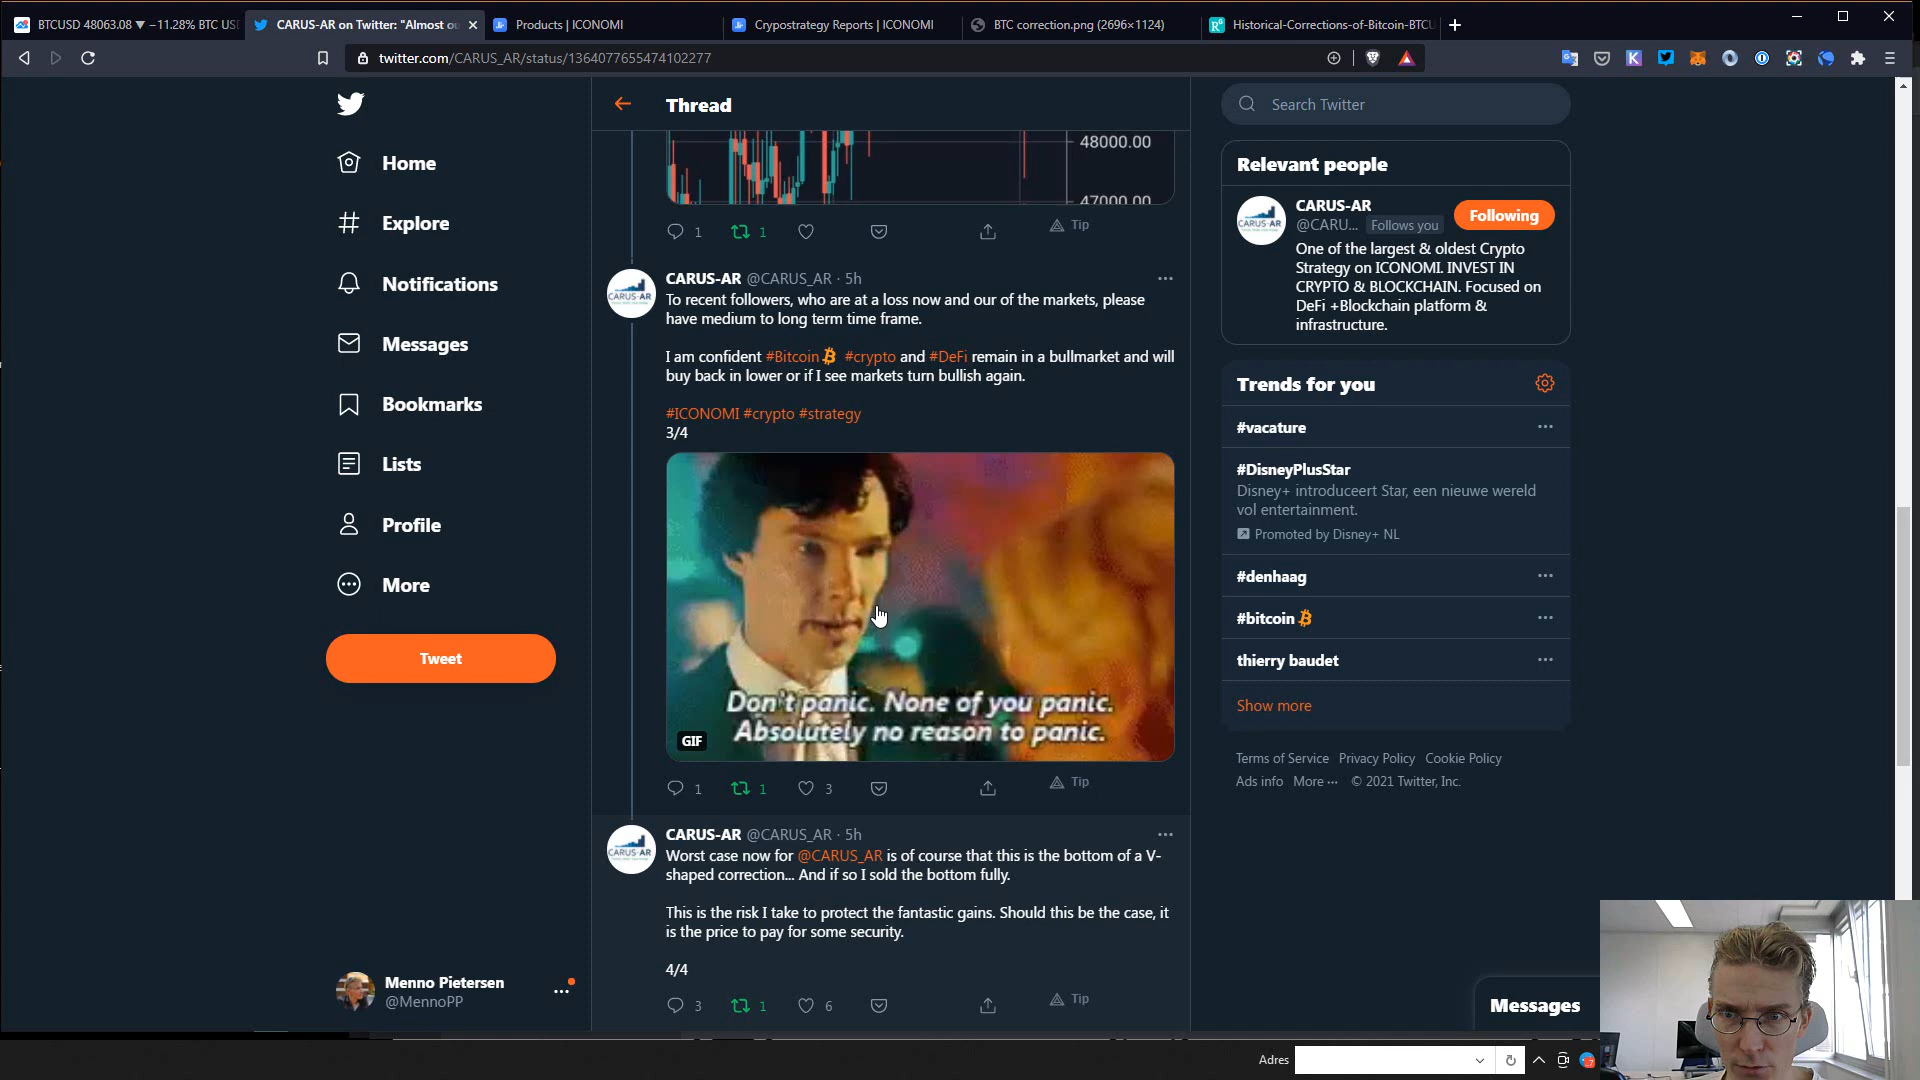 BTCUSD 48063.08 ▼ −11.28% BTC US
CARUS-AR on Twitter: "Almost ou
Products | ICONOMI
Crypostrategy Reports | ICONOMI
BTC correction.png (2696×1124)
Historical-Corrections-of-Bitcoin-BTCU
twitter.com/CARUS_AR/status/1364077655474102277
Home
Explore
Notifications
Messages
Bookmarks
Lists
Profile
More
Tweet
Menno Pietersen
@MennoPP
Thread
48000.00
47000.00
1
1
Tip
CARUS-AR @CARUS_AR · 5h
To recent followers, who are at a loss now and our of the markets, please
have medium to long term time frame.
I am confident #Bitcoin #crypto and #DeFi remain in a bullmarket and will
buy back in lower or if I see markets turn bullish again.
#ICONOMI #crypto #strategy
3/4
Don't panic. None of you panic.
Absolutely no reason to panic.
GIF
1
1
3
Tip
CARUS-AR @CARUS_AR · 5h
Worst case now for @CARUS_AR is of course that this is the bottom of a V-
shaped correction... And if so I sold the bottom fully.
This is the risk I take to protect the fantastic gains. Should this be the case, it
is the price to pay for some security.
4/4
3
1
6
Tip
Search Twitter
Relevant people
CARUS-AR
@CARU... Follows you
Following
One of the largest & oldest Crypto
Strategy on ICONOMI. INVEST IN
CRYPTO & BLOCKCHAIN. Focused on
DeFi +Blockchain platform &
infrastructure.
Trends for you
#vacature
#DisneyPlusStar
Disney+ introduceert Star, een nieuwe wereld
vol entertainment.
Promoted by Disney+ NL
#denhaag
#bitcoin
thierry baudet
Show more
Terms of Service Privacy Policy Cookie Policy
Ads info More ··· © 2021 Twitter, Inc.
Messages
Adres